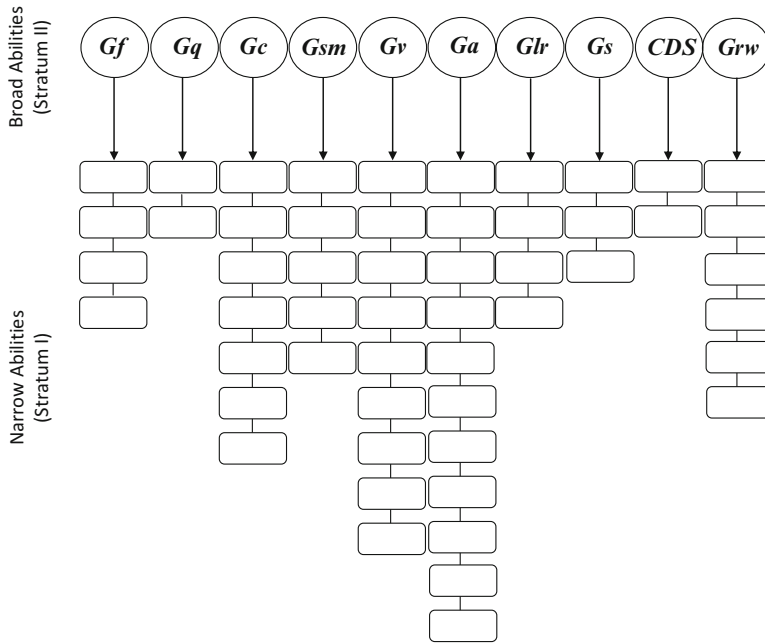 Broad Abilities
(Stratum II)
Gf Gq Gc Gsm Gv Ga Glr Gs CDS Grw
Narrow Abilities
(Stratum I)